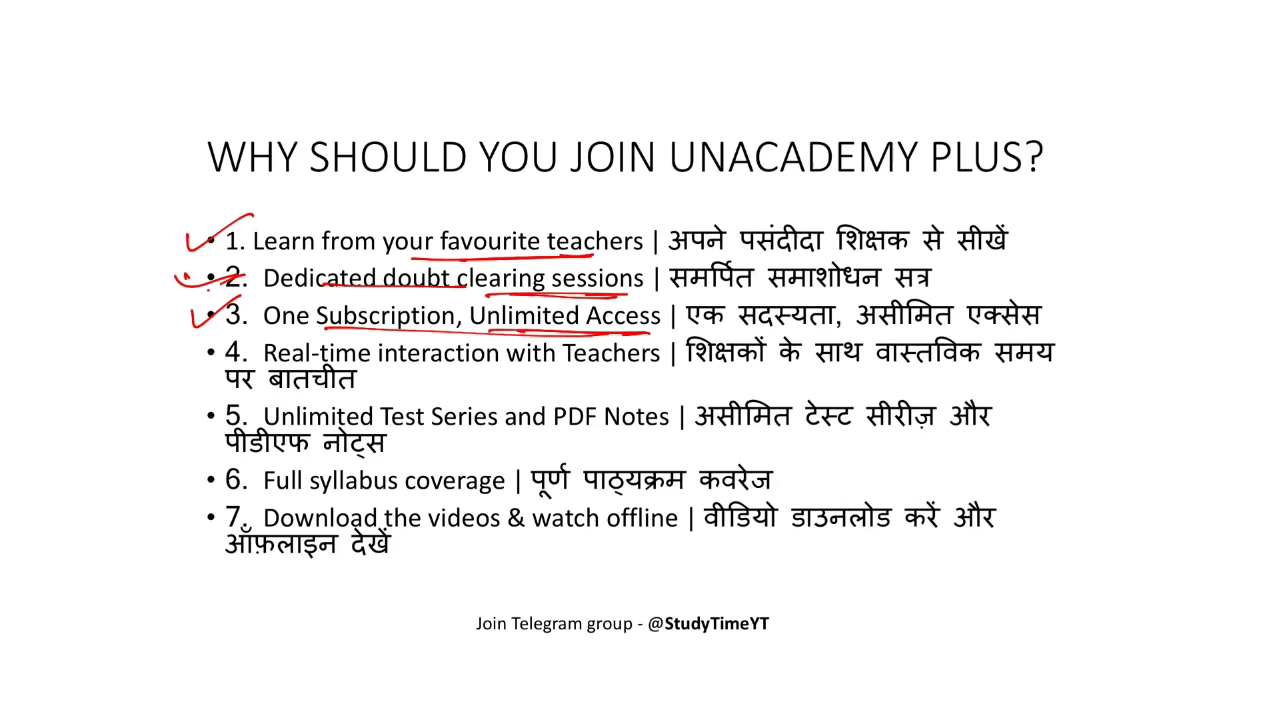 WHY SHOULD YOU JOIN UNACADEMY PLUS?
• 1. Learn from your favourite teachers | अपने पसंदीदा शिक्षक से सीखें
• 2. Dedicated doubt clearing sessions | समर्पित समाशोधन सत्र
• 3. One Subscription, Unlimited Access | एक सदस्यता, असीमित एक्सेस
• 4. Real-time interaction with Teachers | शिक्षकों के साथ वास्तविक समय
पर बातचीत
• 5. Unlimited Test Series and PDF Notes | असीमित टेस्ट सीरीज़ और
पीडीएफ नोट्स
• 6. Full syllabus coverage | पूर्ण पाठ्यक्रम कवरेज
• 7. Download the videos & watch offline | वीडियो डाउनलोड करें और
ऑफ़लाइन देखें
Join Telegram group - @StudyTimeYT